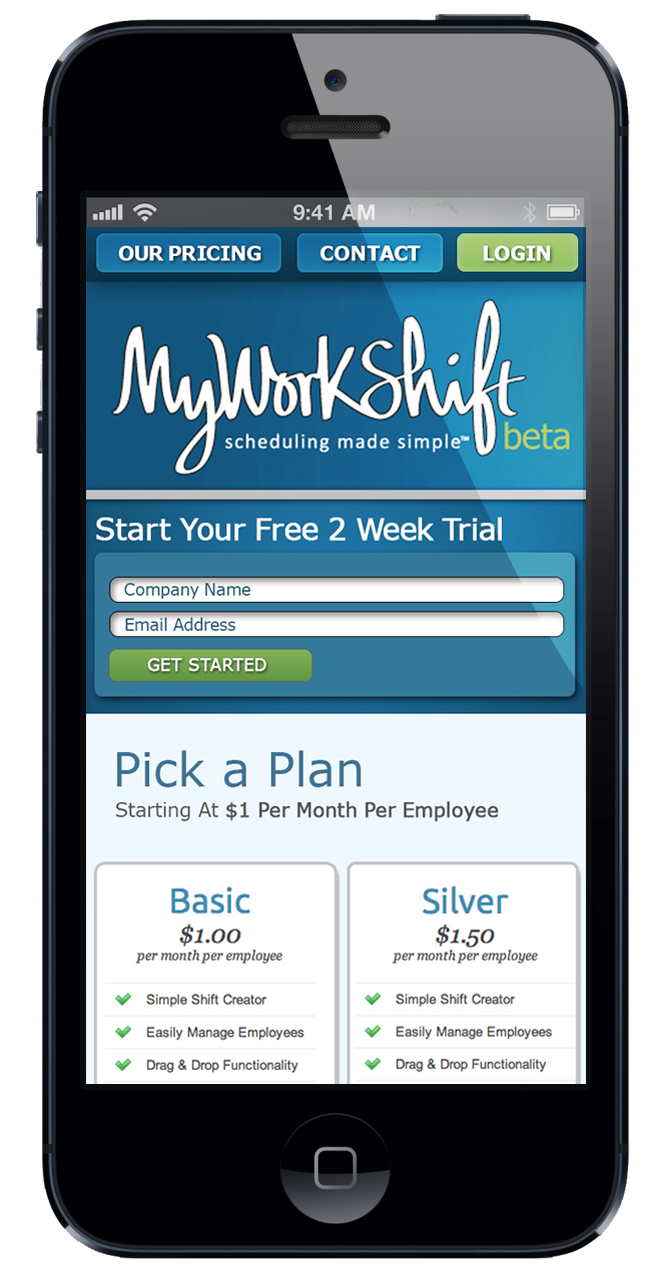 9:41 AM
OUR PRICING CONTACT LOGIN
MyWorkShift
scheduling made simple™ beta
Start Your Free 2 Week Trial
Company Name
Email Address
GET STARTED
Pick a Plan
Starting At $1 Per Month Per Employee
Basic
$1.00
per month per employee
Simple Shift Creator
Easily Manage Employees
Drag & Drop Functionality
Silver
$1.50
per month per employee
Simple Shift Creator
Easily Manage Employees
Drag & Drop Functionality